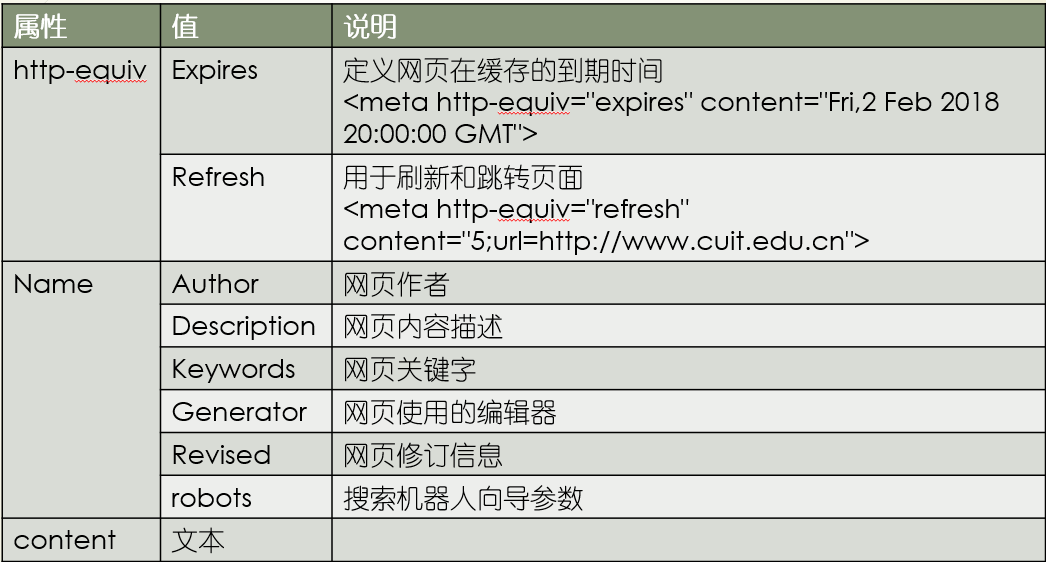 属性 值 说明
http-equiv Expires 定义网页在缓存的到期时间
<meta http-equiv="expires" content="Fri,2 Feb 2018
20:00:00 GMT">
Refresh 用于刷新和跳转页面
<meta http-equiv="refresh"
content="5;url=http://www.cuit.edu.cn">
Name Author 网页作者
Description 网页内容描述
Keywords 网页关键字
Generator 网页使用的编辑器
Revised 网页修订信息
robots 搜索机器人向导参数
content 文本